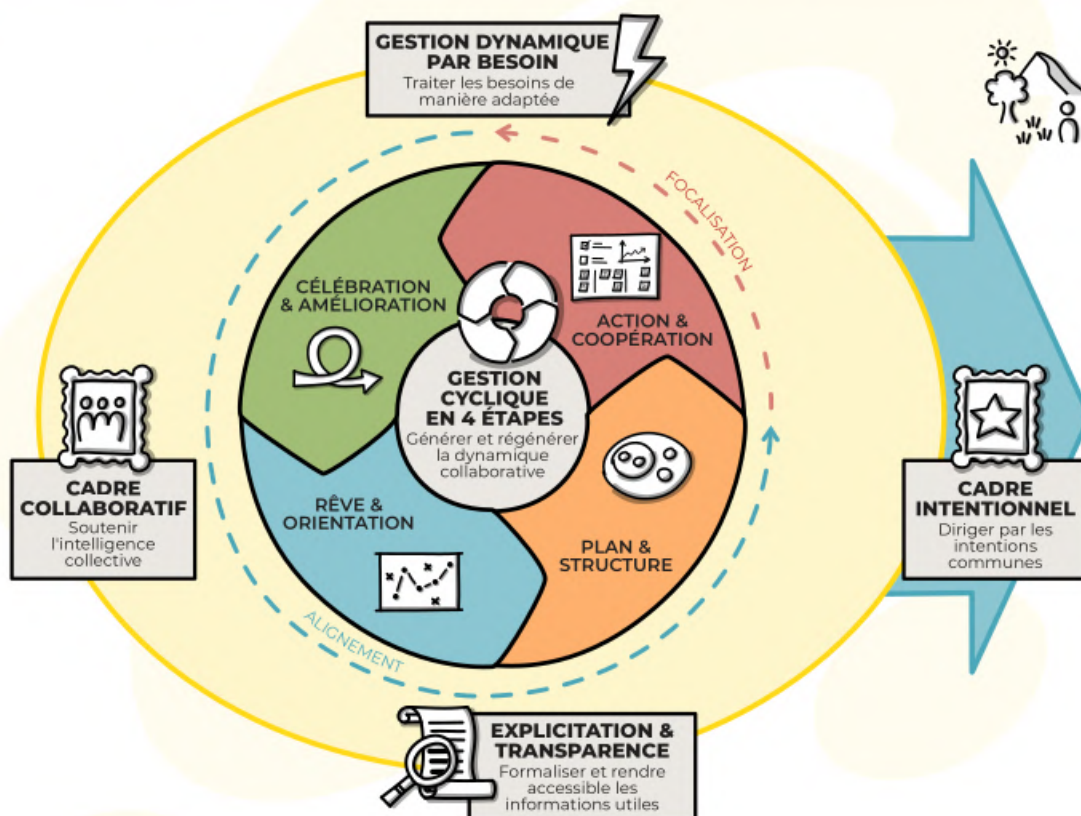 GESTION DYNAMIQUE
PAR BESOIN
Traiter les besoins de
manière adaptée
FOCALISATION
CÉLÉBRATION
& AMÉLIORATION
ACTION &
COOPÉRATION
GESTION
CYCLIQUE
EN 4 ÉTAPES
Générer et régénérer
la dynamique
collaborative
CADRE
COLLABORATIF
Soutenir
l'intelligence
collective
CADRE
INTENTIONNEL
Diriger par les
intentions
communes
RÊVE &
ORIENTATION
PLAN &
STRUCTURE
ALIGNEMENT
EXPLICITATION &
TRANSPARENCE
Formaliser et rendre
accessible les
informations utiles